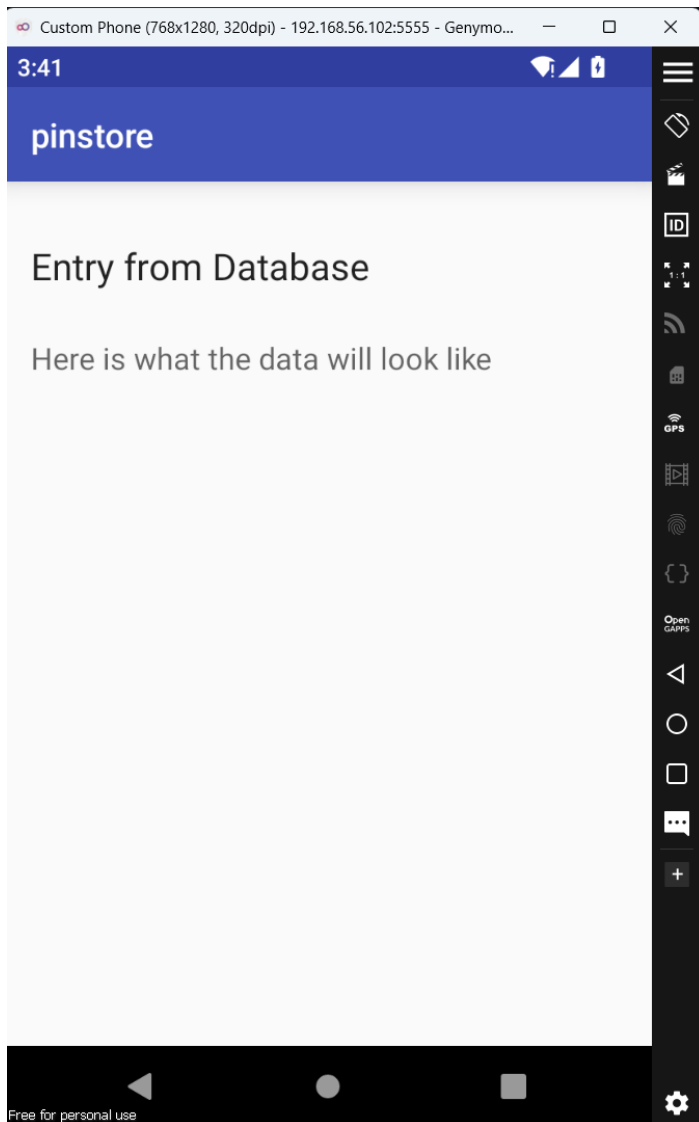 Custom Phone (768x1280, 320dpi) - 192.168.56.102:5555 - Genymo...
3:41
pinstore
ID
1:1
Entry from Database
Here is what the data will look like
GPS
Open
GAPPS
Free for personal use